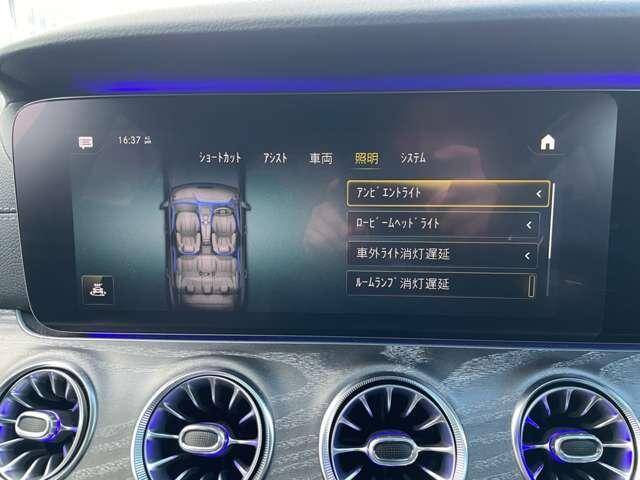 16:37
ショートカット アシスト 車両 照明 システム
アンビエントライト
ロービームヘッドライト
車外ライト消灯遅延
ルームランプ消灯遅延